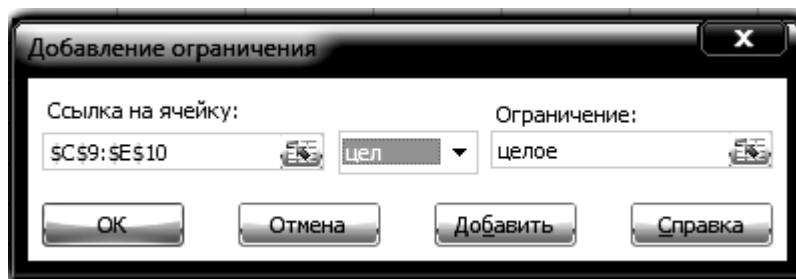 Добавление ограничения
X
Ссылка на ячейку:
Ограничение:
$C$9:$E$10
цел
целое
ОК
Отмена
Добавить
Справка